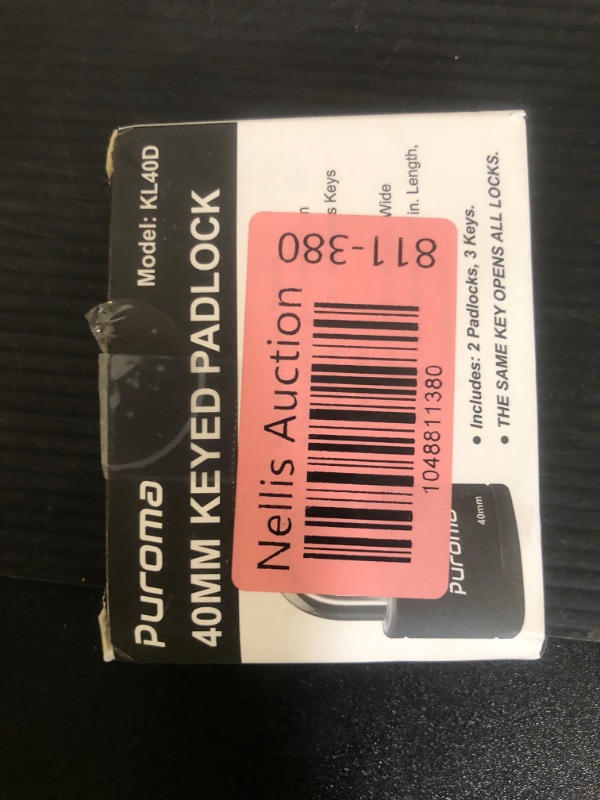 Puroma
Model: KL40D
40MM KEYED PADLOCK
s Keys
Wide
in. Length,
Nellis Auction
811-380
1048811380
• Includes: 2 Padlocks, 3 Keys.
• THE SAME KEY OPENS ALL LOCKS.
Puroma
40mm